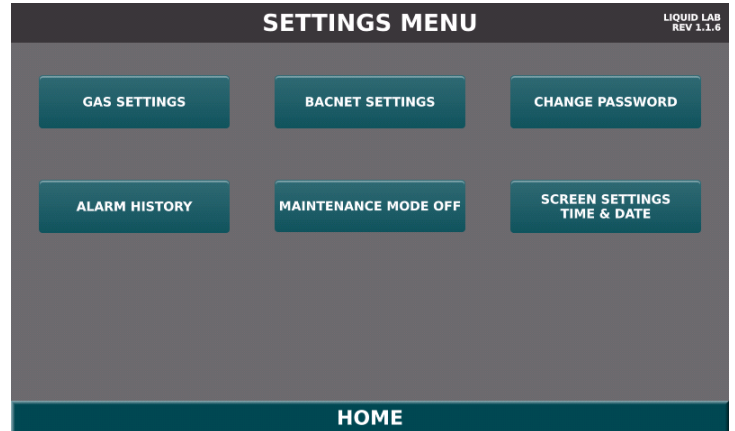 SETTINGS MENU
LIQUID LAB
REV 1.1.6
GAS SETTINGS
BACNET SETTINGS
CHANGE PASSWORD
ALARM HISTORY
MAINTENANCE MODE OFF
SCREEN SETTINGS
TIME & DATE
HOME